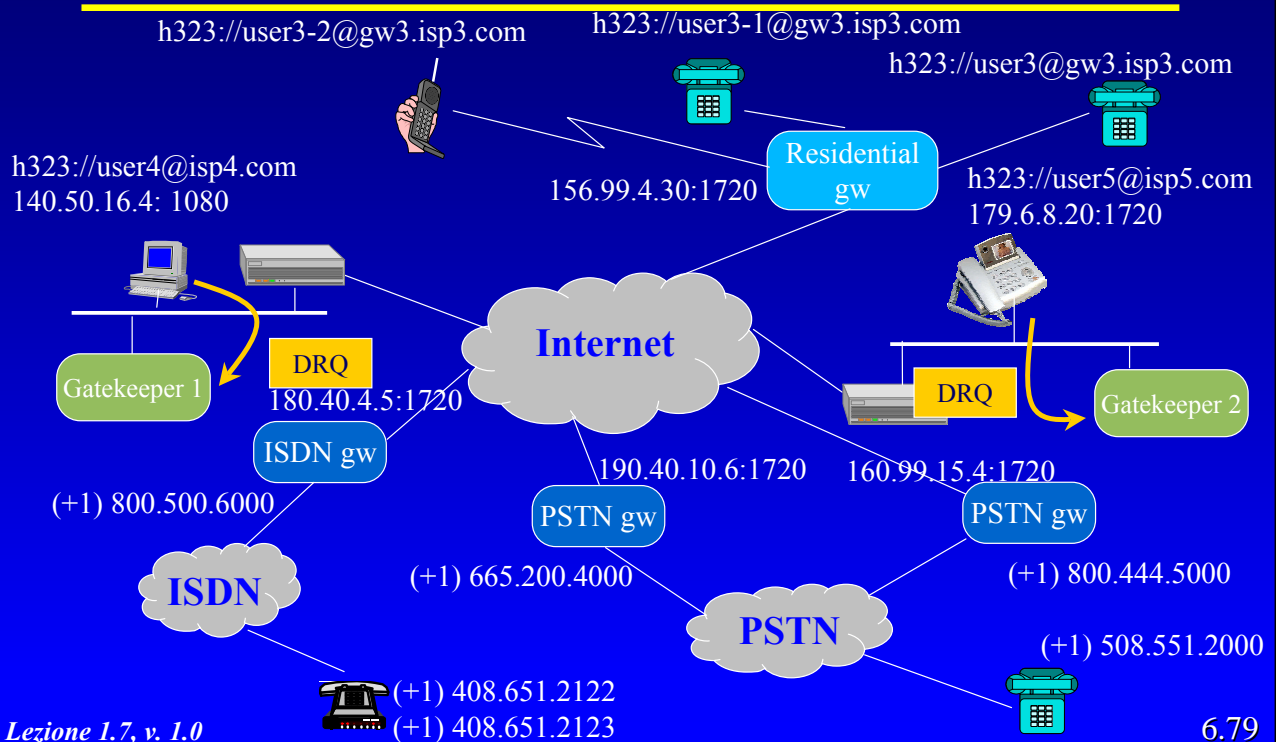 h323://user3-2@gw3.isp3.com
h323://user3-1@gw3.isp3.com
h323://user3@gw3.isp3.com
h323://user4@isp4.com
140.50.16.4: 1080
Residential
gw
156.99.4.30:1720
h323://user5@isp5.com
179.6.8.20:1720
Internet
Gatekeeper 1
DRQ
180.40.4.5:1720
DRQ
Gatekeeper 2
ISDN gw
190.40.10.6:1720
160.99.15.4:1720
(+1) 800.500.6000
PSTN gw
PSTN gw
(+1) 665.200.4000
(+1) 800.444.5000
ISDN
PSTN
(+1) 508.551.2000
(+1) 408.651.2122
(+1) 408.651.2123
Lezione 1.7, v. 1.0
6.79